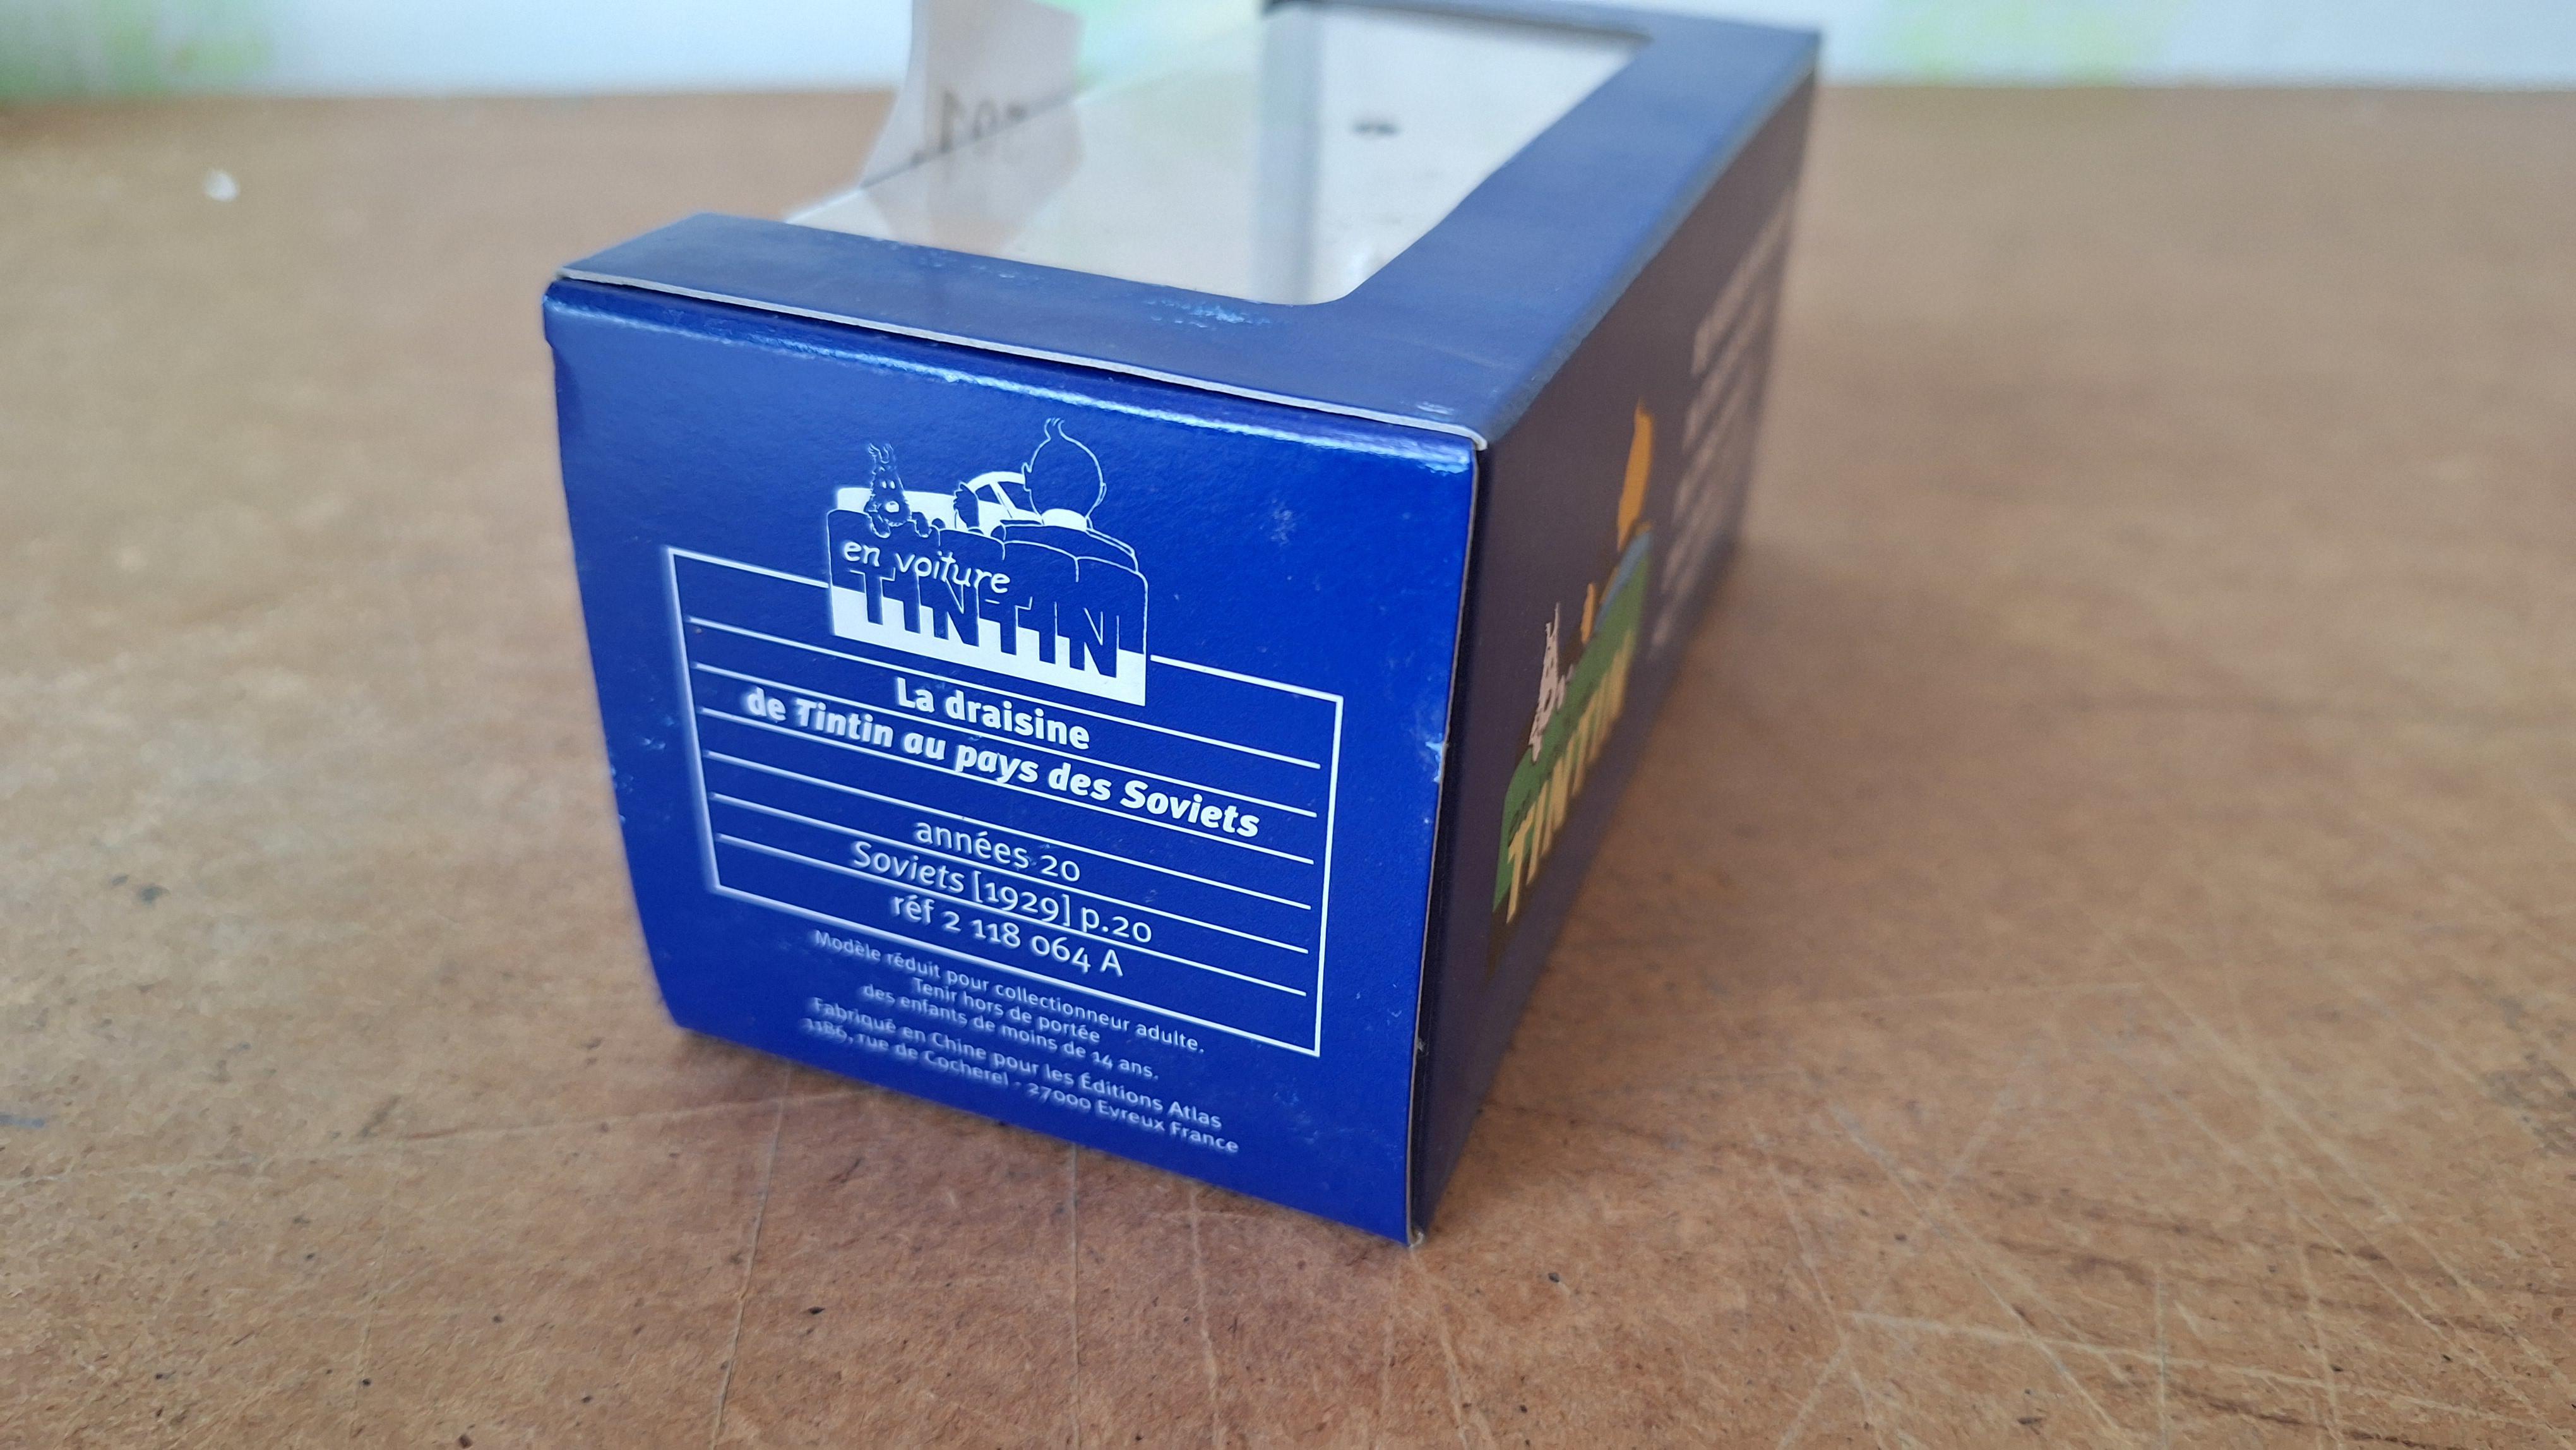 en voiture
TINTIN
La draisine
de Tintin au pays des Soviets
années 20
Soviets [1929] p.20
réf 2 118 064 A
Modèle réduit pour collectionneur adulte.
Tenir hors de portée
des enfants de moins de 14 ans.
Fabriqué en Chine pour les Éditions Atlas
rue de Cocherel - 27000 Evreux France
TINTIN